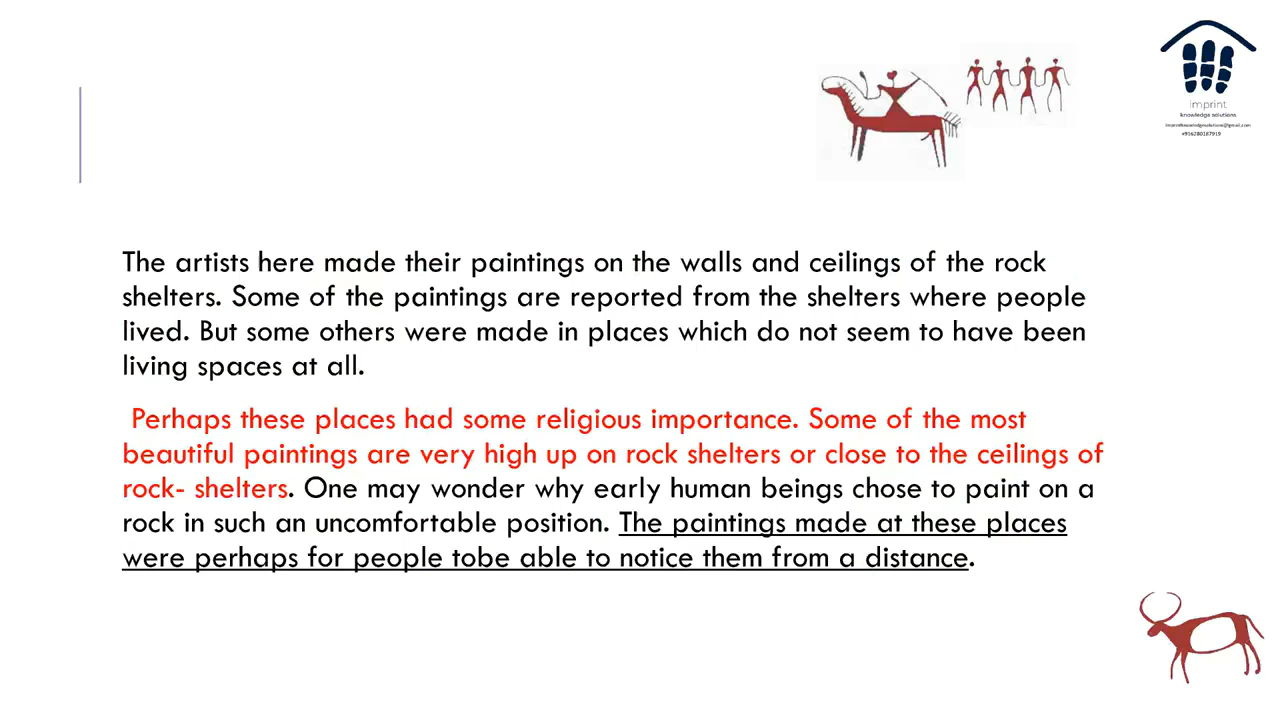 imprint
knowledge solutions
imprintknowledgesolutions@gmail.com
+916280187919
The artists here made their paintings on the walls and ceilings of the rock
shelters. Some of the paintings are reported from the shelters where people
lived. But some others were made in places which do not seem to have been
living spaces at all.
Perhaps these places had some religious importance. Some of the most
beautiful paintings are very high up on rock shelters or close to the ceilings of
rock- shelters. One may wonder why early human beings chose to paint on a
rock in such an uncomfortable position. The paintings made at these places
were perhaps for people tobe able to notice them from a distance.